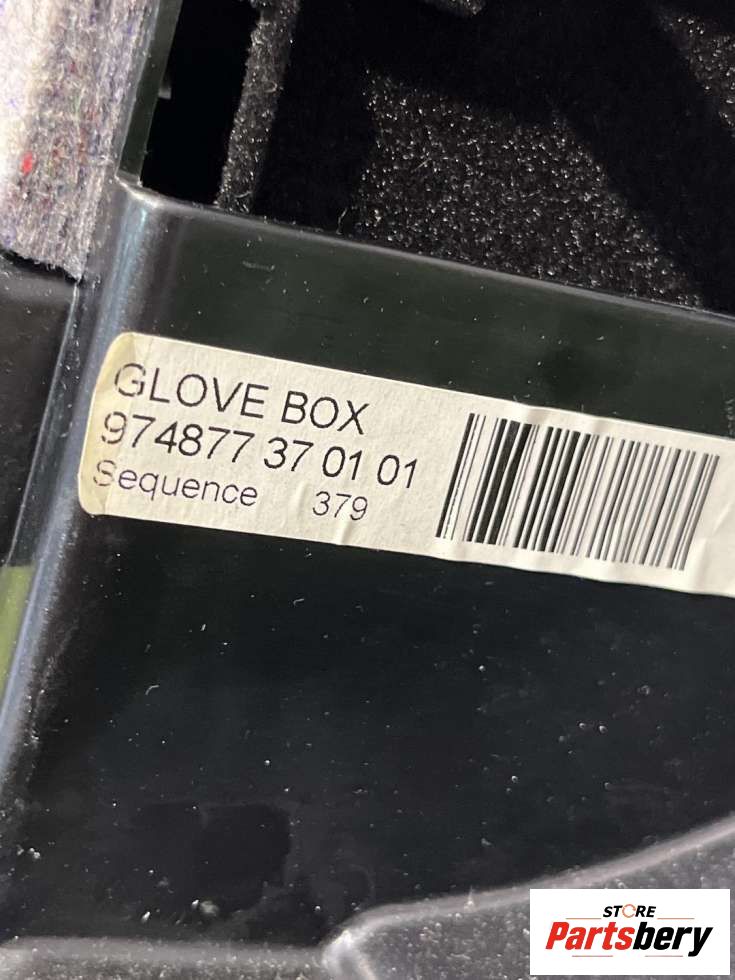 GLOVE BOX
974877 37 01 01
Sequence 379
STORE
Partsbery